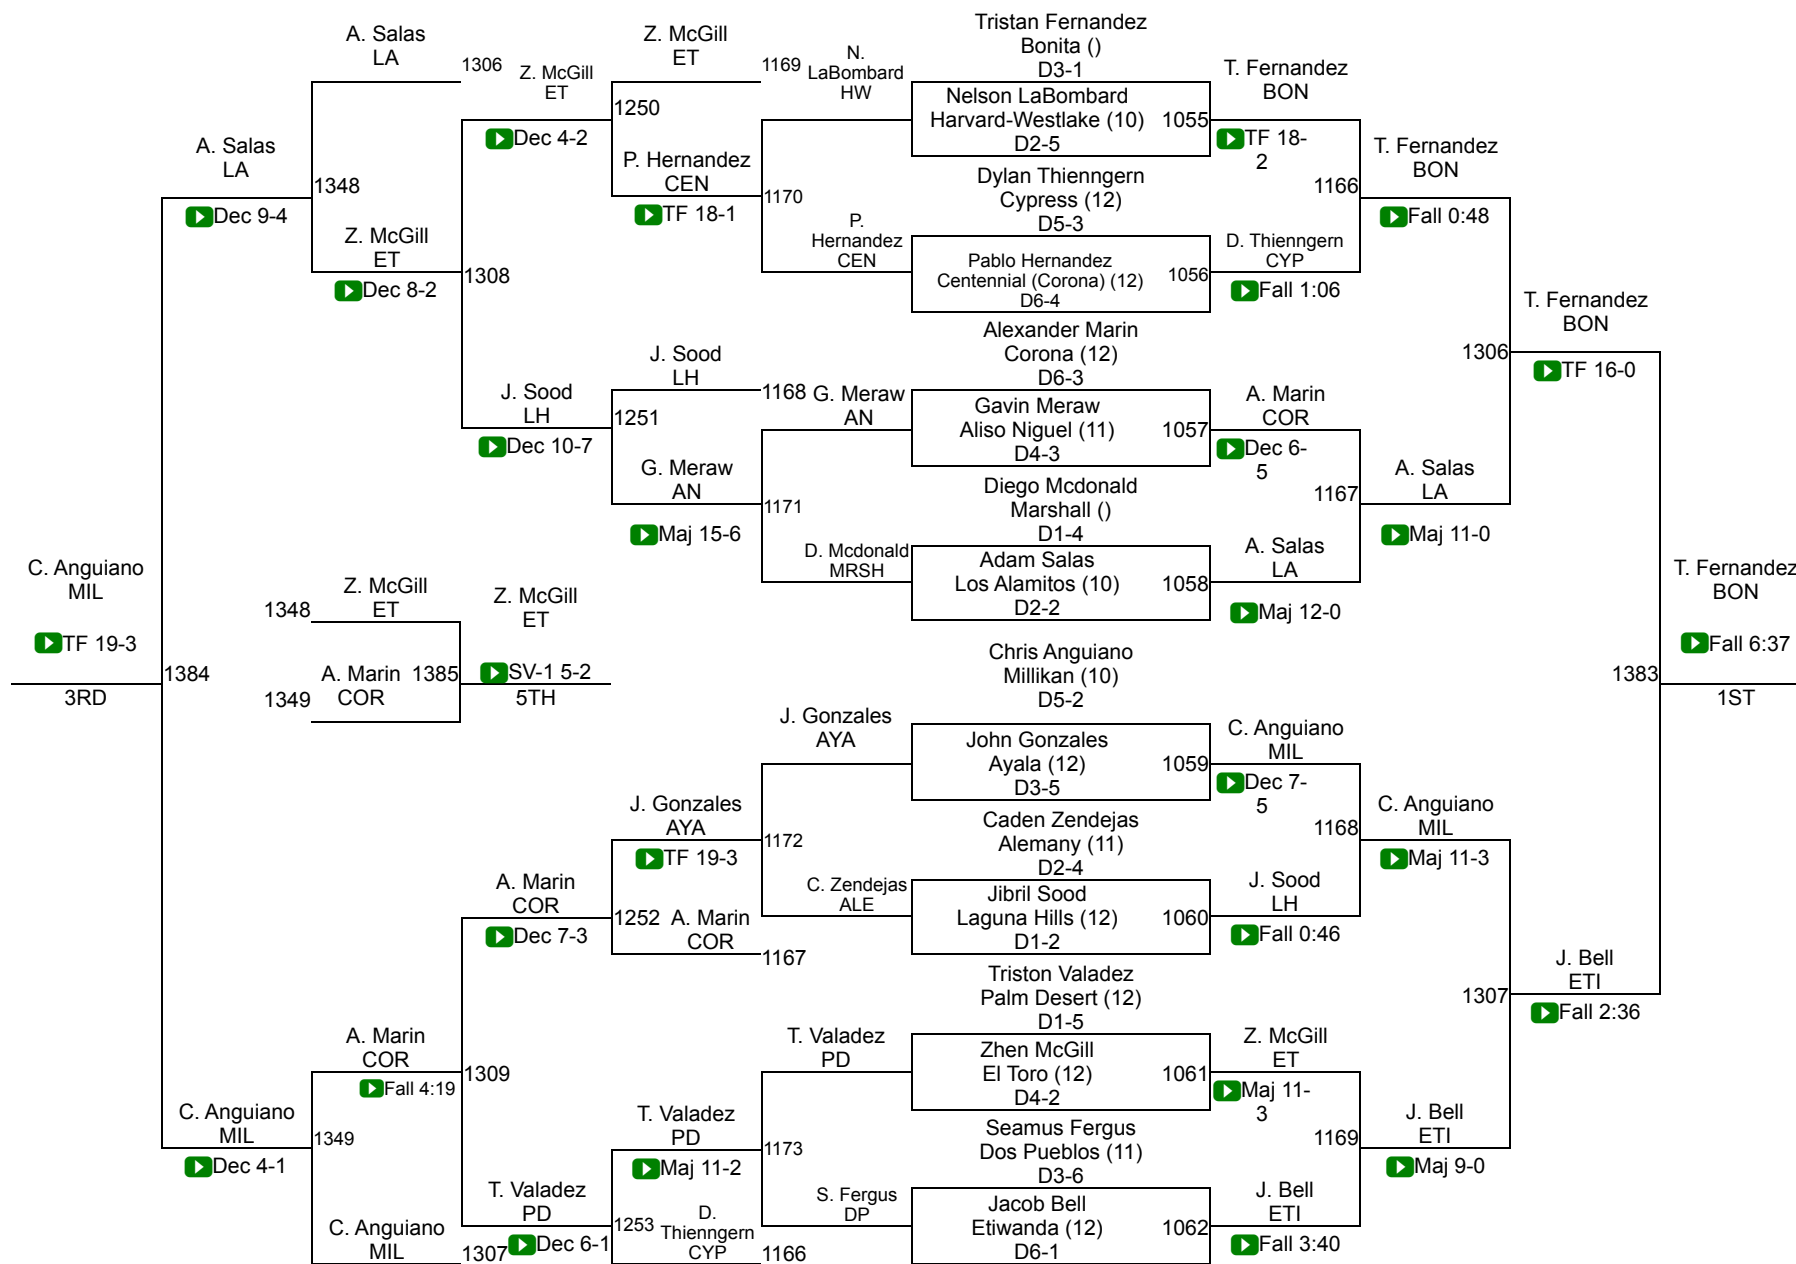 Tristan Fernandez
Bonita ()
D3-1
Nelson LaBombard
Harvard-Westlake (10)
D2-5
1055
Dylan Thienngern
Cypress (12)
D5-3
Pablo Hernandez
Centennial (Corona) (12)
D6-4
1056
Alexander Marin
Corona (12)
D6-3
Gavin Meraw
Aliso Niguel (11)
D4-3
1057
Diego Mcdonald
Marshall ()
D1-4
Adam Salas
Los Alamitos (10)
D2-2
1058
Chris Anguiano
Millikan (10)
D5-2
John Gonzales
Ayala (12)
D3-5
1059
Caden Zendejas
Alemany (11)
D2-4
Jibril Sood
Laguna Hills (12)
D1-2
1060
Triston Valadez
Palm Desert (12)
D1-5
Zhen McGill
El Toro (12)
D4-2
1061
Seamus Fergus
Dos Pueblos (11)
D3-6
Jacob Bell
Etiwanda (12)
D6-1
1062
T. Fernandez
BON
TF 18-
2
1166
D. Thienngern
CYP
Fall 1:06
A. Marin
COR
Dec 6-
5
1167
A. Salas
LA
Maj 12-0
C. Anguiano
MIL
Dec 7-
5
1168
J. Sood
LH
Fall 0:46
Z. McGill
ET
Maj 11-
3
1169
J. Bell
ETI
Fall 3:40
T. Fernandez
BON
Fall 0:48
1306
A. Salas
LA
Maj 11-0
C. Anguiano
MIL
Maj 11-3
1307
J. Bell
ETI
Maj 9-0
T. Fernandez
BON
TF 16-0
1383
J. Bell
ETI
Fall 2:36
T. Fernandez
BON
Fall 6:37
1ST
N.
LaBombard
HW
1170
P.
Hernandez
CEN
G. Meraw
AN
1171
D. Mcdonald
MRSH
J. Gonzales
AYA
1172
C. Zendejas
ALE
T. Valadez
PD
1173
S. Fergus
DP
Z. McGill
ET
1169
1250
P. Hernandez
CEN
TF 18-1
J. Sood
LH
1168
1251
G. Meraw
AN
Maj 15-6
J. Gonzales
AYA
TF 19-3
1252
A. Marin
COR
1167
T. Valadez
PD
Maj 11-2
1253
D.
Thienngern
CYP
1166
Z. McGill
ET
Dec 4-2
1308
J. Sood
LH
Dec 10-7
A. Marin
COR
Dec 7-3
1309
T. Valadez
PD
Dec 6-1
A. Salas
LA
1306
1348
Z. McGill
ET
Dec 8-2
A. Marin
COR
Fall 4:19
1349
C. Anguiano
MIL
1307
A. Salas
LA
Dec 9-4
1384
C. Anguiano
MIL
Dec 4-1
C. Anguiano
MIL
TF 19-3
3RD
1348
Z. McGill
ET
1349
A. Marin
COR
1385
Z. McGill
ET
SV-1 5-2
5TH